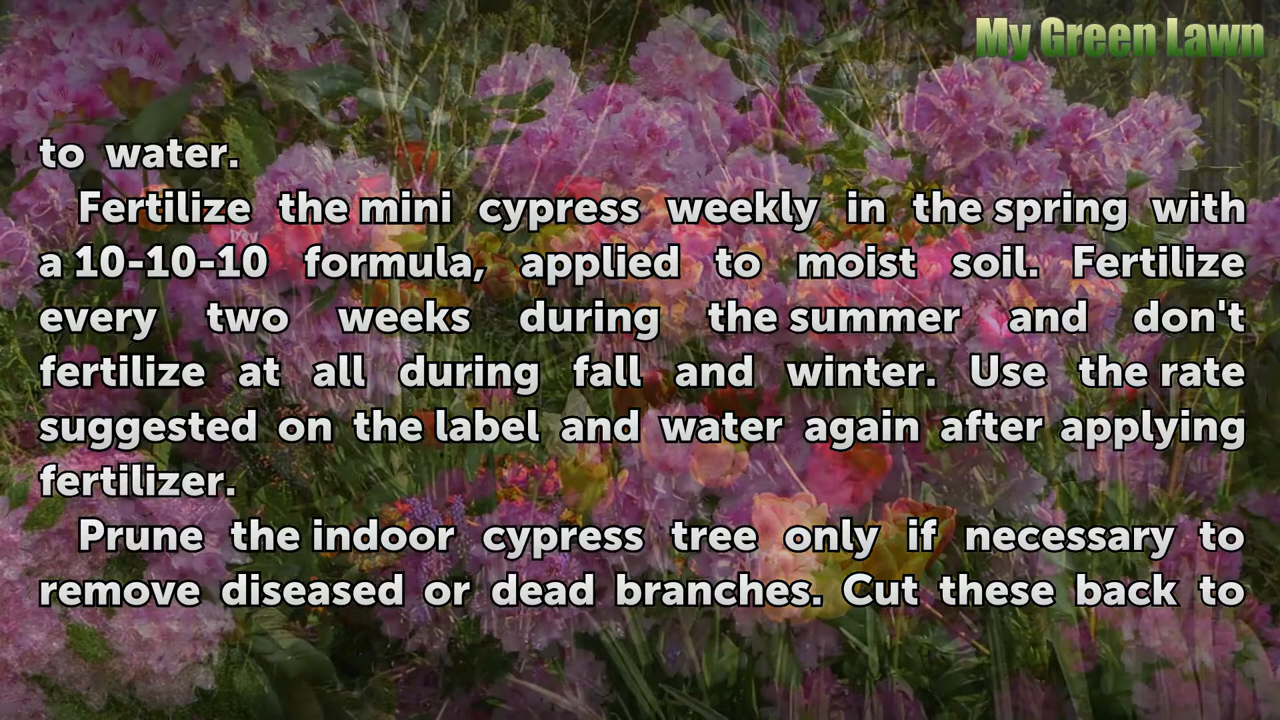 My Green Lawn
to water.
Fertilize the mini cypress weekly in the spring with
a 10-10-10 formula, applied to moist soil. Fertilize
every two weeks during the summer and don't
fertilize at all during fall and winter. Use the rate
suggested on the label and water again after applying
fertilizer.
Prune the indoor cypress tree only if necessary to
remove diseased or dead branches. Cut these back to